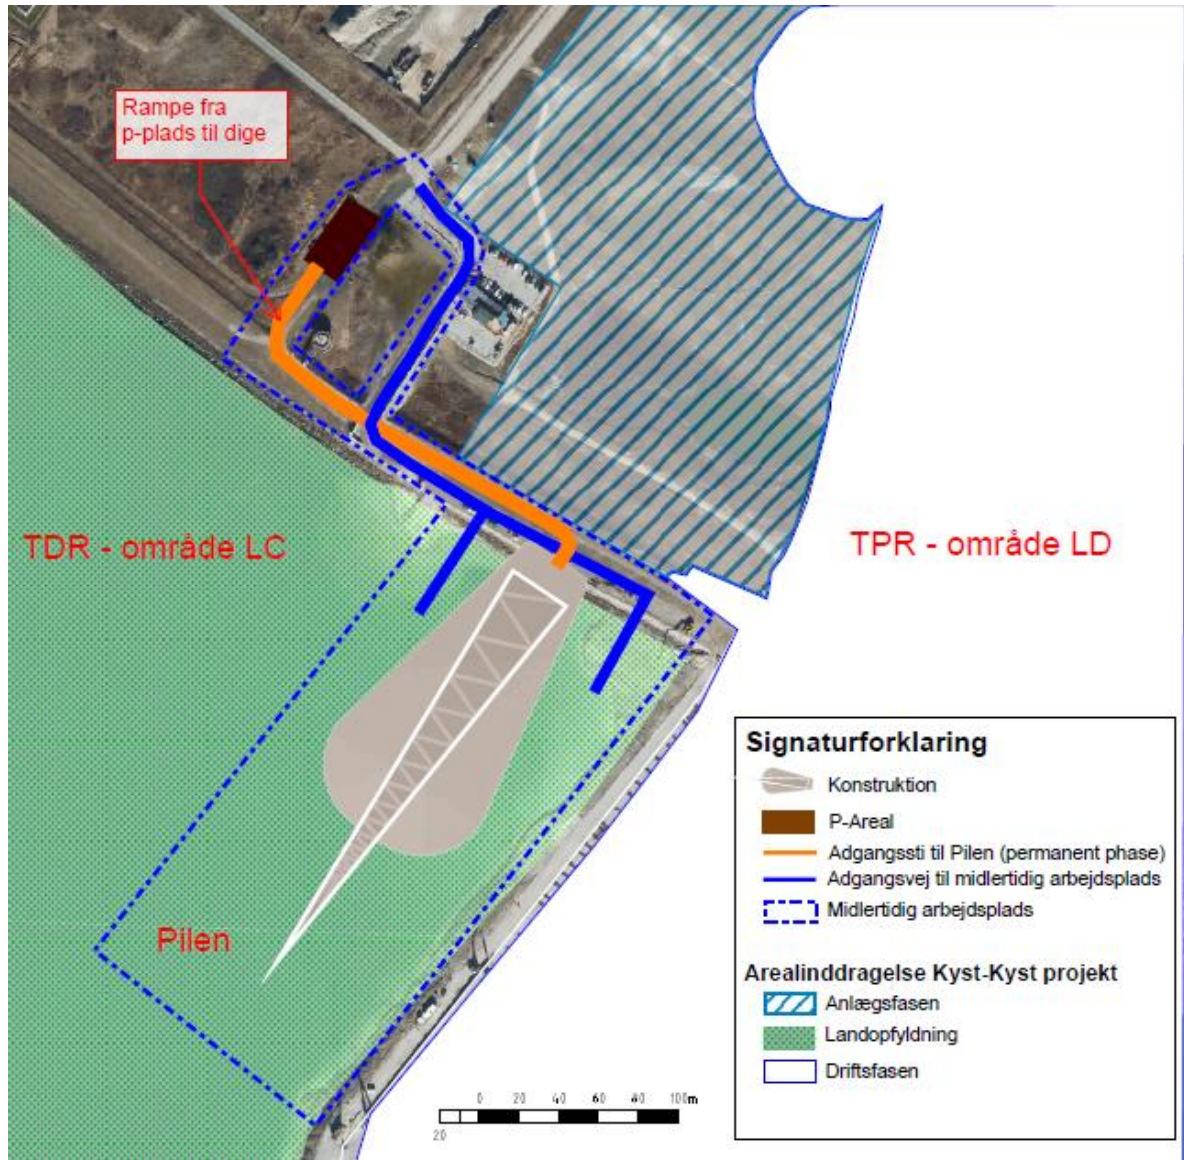 Rampe fra
p-plads til dige
TDR - område LC
TPR - område LD
Pilen
Signaturforklaring
Konstruktion
P-Areal
Adgangssti til Pilen (permanent phase)
Adgangsvej til midlertidig arbejdsplads
Midlertidig arbejdsplads
Arealinddragelse Kyst-Kyst projekt
Anlægsfasen
Landopfyldning
Driftsfasen
0 20 40 60 80 100m
20